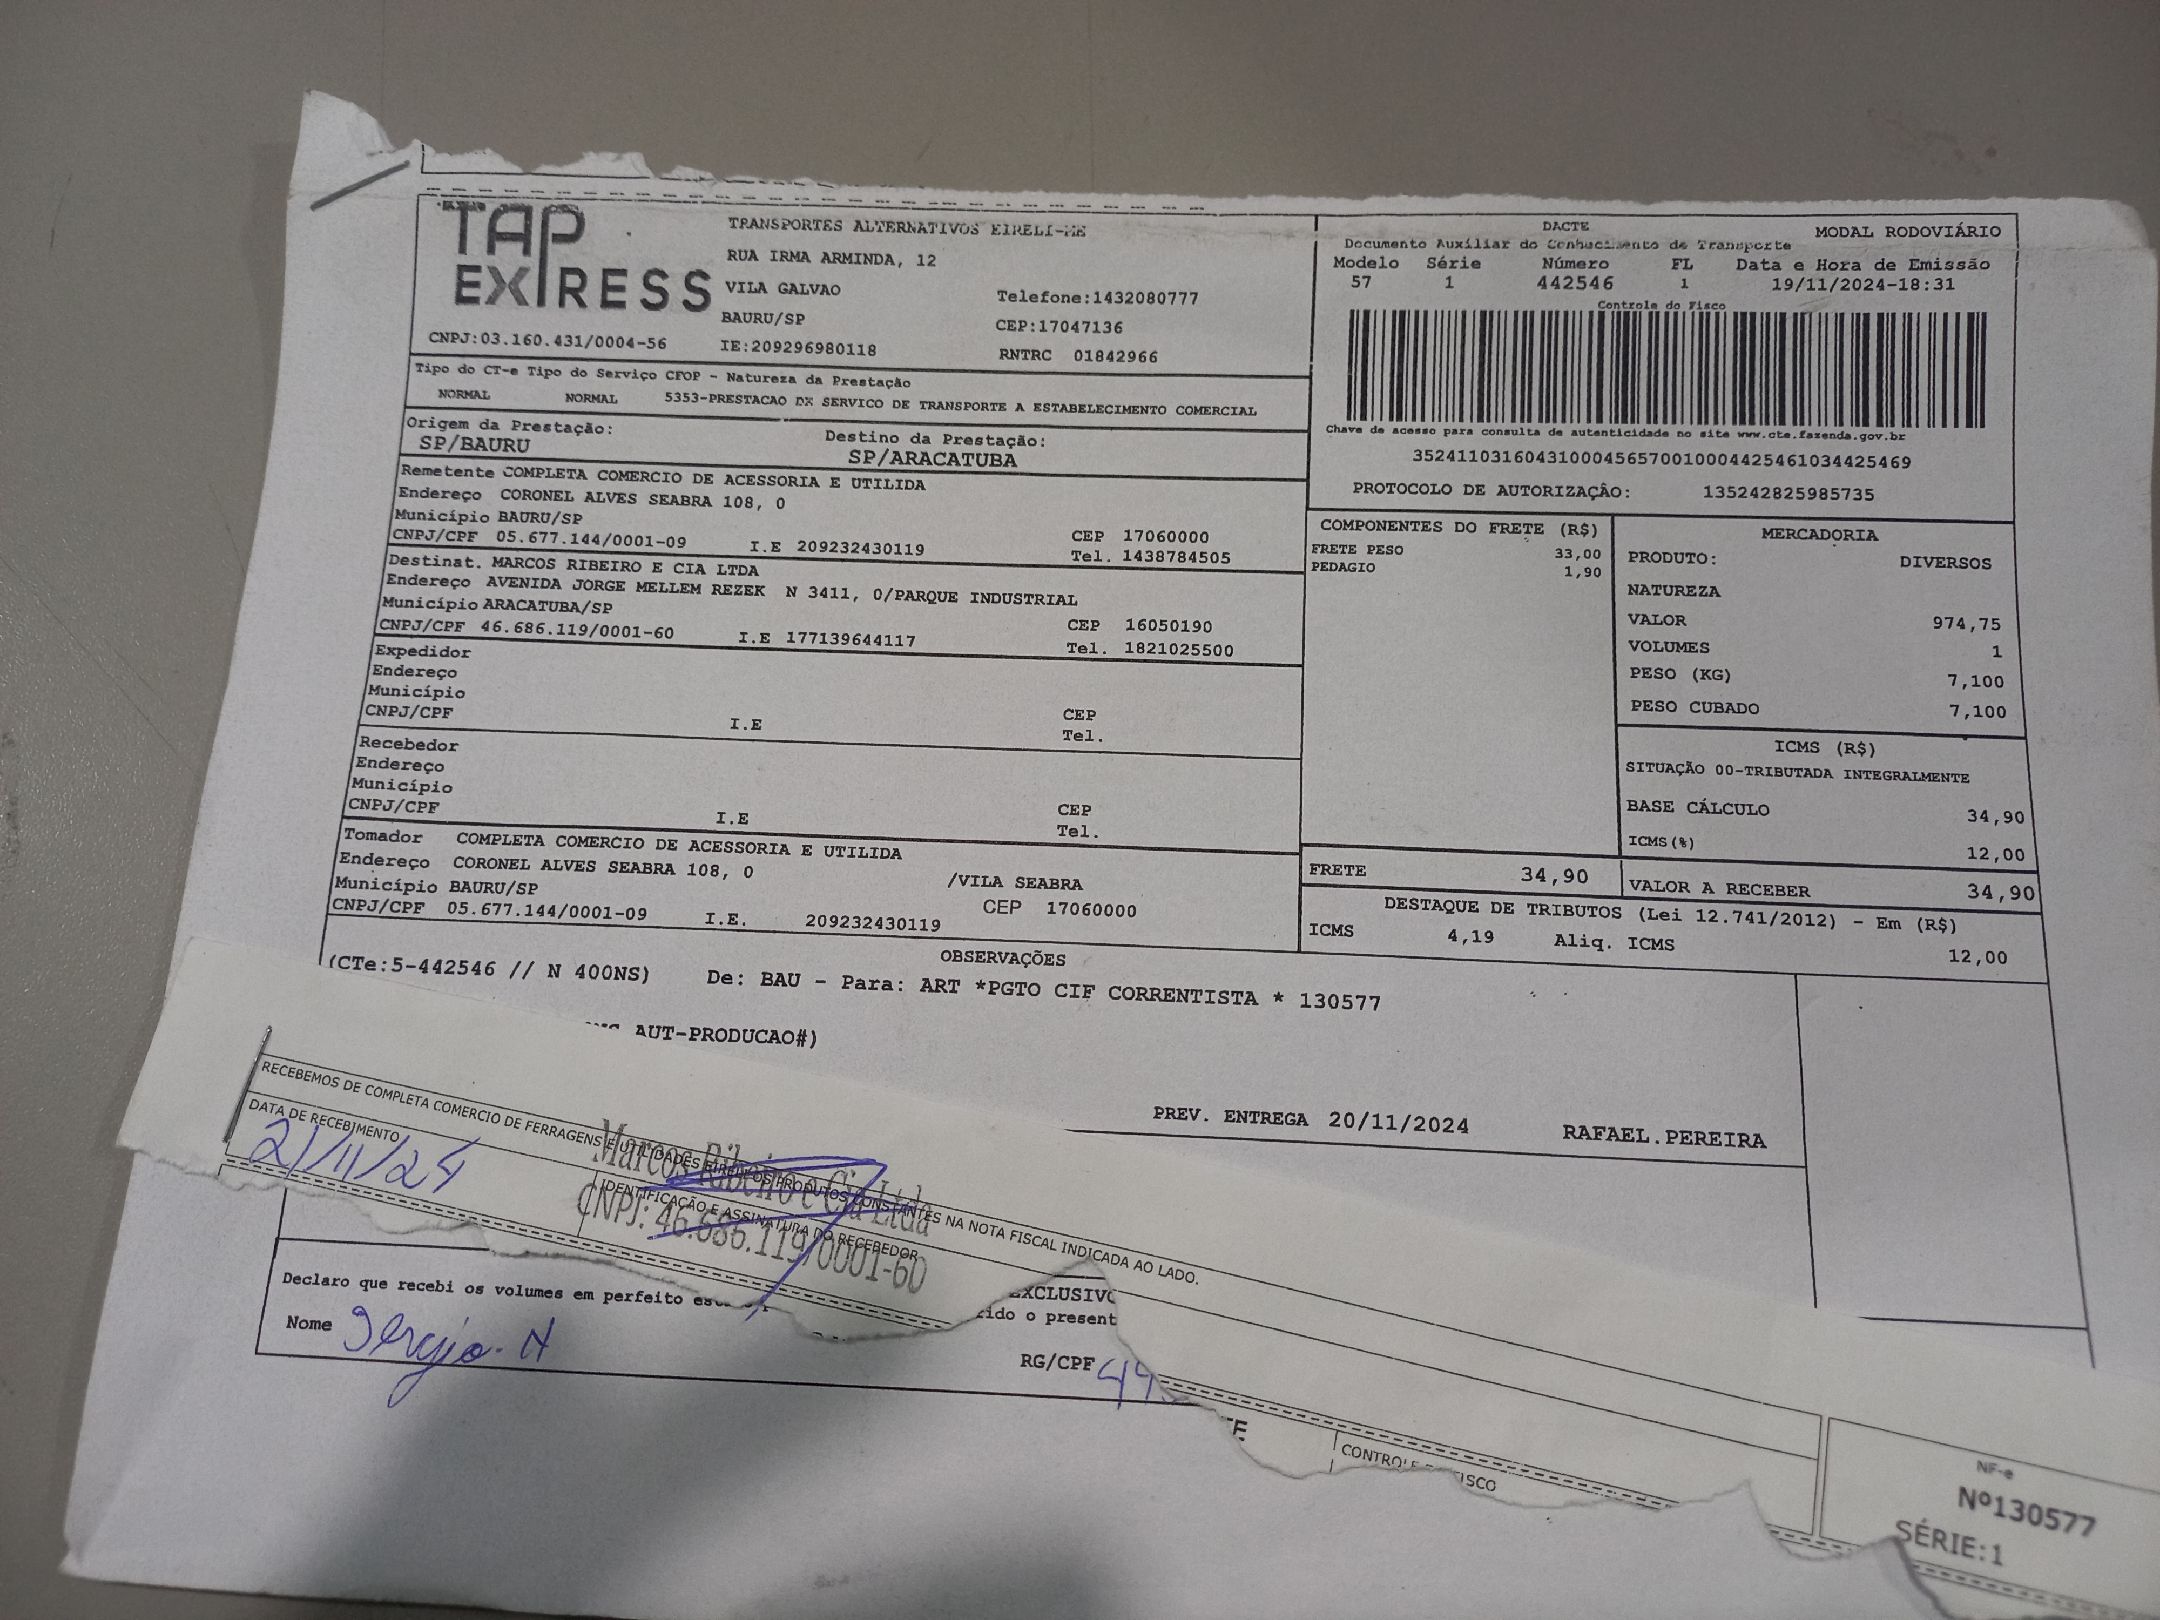 TAP EXPRESS
TRANSPORTES ALTERNATIVOS EIRELI-ME
RUA IRMA ARMINDA, 12
VILA GALVAO
Telefone:1432080777
BAURU/SP
CEP:17047136
CNPJ:03.160.431/0004-56
IE:209296980118
RNTRC 01842966
DACTE
MODAL RODOVIÁRIO
Documento Auxiliar do Conhecimento de Transporte
Modelo Série Número FL Data e Hora de Emissão
57 1 442546 1 19/11/2024-18:31
Controle do Fisco
Chave de acesso para consulta de autenticidade no site www.cte.fazenda.gov.br
35241103160431000456570010004425461034425469
PROTOCOLO DE AUTORIZAÇÂO: 135242825985735
Tipo do CT-e Tipo do Serviço CFOP - Natureza da Prestação
NORMAL NORMAL 5353-PRESTACAO DE SERVICO DE TRANSPORTE A ESTABELECIMENTO COMERCIAL
Origem da Prestação: Destino da Prestação:
SP/BAURU SP/ARACATUBA
Remetente COMPLETA COMERCIO DE ACESSORIA E UTILIDA
Endereço CORONEL ALVES SEABRA 108, 0
Município BAURU/SP CEP 17060000
CNPJ/CPF 05.677.144/0001-09 I.E 209232430119 Tel. 1438784505
Destinat. MARCOS RIBEIRO E CIA LTDA
Endereço AVENIDA JORGE MELLEM REZEK N 3411, 0/PARQUE INDUSTRIAL
Município ARACATUBA/SP CEP 16050190
CNPJ/CPF 46.686.119/0001-60 I.E 177139644117 Tel. 1821025500
Expedidor
Endereço
Município CEP
CNPJ/CPF I.E Tel.
Recebedor
Endereço
Município CEP
CNPJ/CPF I.E Tel.
Tomador COMPLETA COMERCIO DE ACESSORIA E UTILIDA
Endereço CORONEL ALVES SEABRA 108, 0 /VILA SEABRA
Município BAURU/SP CEP 17060000
CNPJ/CPF 05.677.144/0001-09 I.E. 209232430119
COMPONENTES DO FRETE (R$)
FRETE PESO 33,00
PEDAGIO 1,90
MERCADORIA
PRODUTO: DIVERSOS
NATUREZA
VALOR 974,75
VOLUMES 1
PESO (KG) 7,100
PESO CUBADO 7,100
ICMS (R$)
SITUAÇÃO 00-TRIBUTADA INTEGRALMENTE
BASE CÁLCULO 34,90
ICMS(%) 12,00
FRETE 34,90 VALOR A RECEBER 34,90
DESTAQUE DE TRIBUTOS (Lei 12.741/2012) - Em (R$)
ICMS 4,19 Aliq. ICMS 12,00
OBSERVAÇÕES
(CTe:5-442546 // N 400NS) De: BAU - Para: ART *PGTO CIF CORRENTISTA * 130577
AUT-PRODUCAO#)
PREV. ENTREGA 20/11/2024 RAFAEL.PEREIRA
RECEBEMOS DE COMPLETA COMERCIO DE FERRAGENS E UTILIDADES EIRELI OS PRODUTOS CONSTANTES NA NOTA FISCAL INDICADA AO LADO.
DATA DE RECEBIMENTO
21/11/24
IDENTIFICAÇÃO E ASSINATURA DO RECEBEDOR
Marcos Ribeiro e Cia Ltda
CNPJ: 46.686.119/0001-60
EXCLUSIVO
Declaro que recebi os volumes em perfeito
o present
Nome Sergio. N
RG/CPF 44
CONTROLE FISCO
NF-e
Nº130577
SÉRIE:1